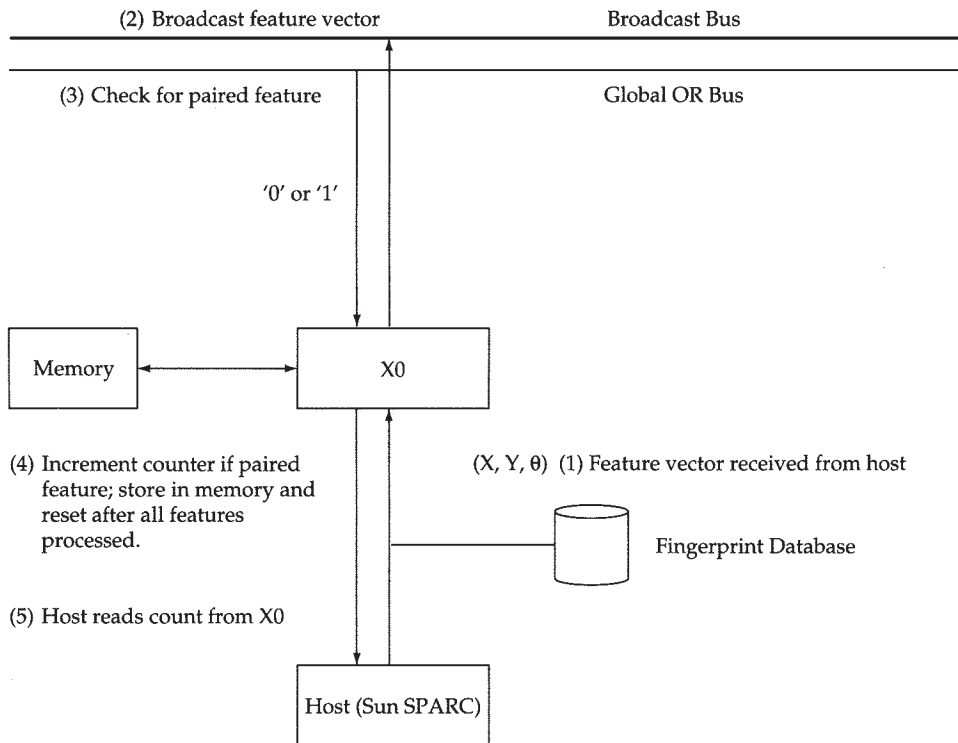 (2) Broadcast feature vector
Broadcast Bus
(3) Check for paired feature
Global OR Bus
‘0’ or ‘1’
Memory
X0
(4) Increment counter if paired
feature; store in memory and
reset after all features
processed.
(X, Y, θ) (1) Feature vector received from host
Fingerprint Database
(5) Host reads count from X0
Host (Sun SPARC)